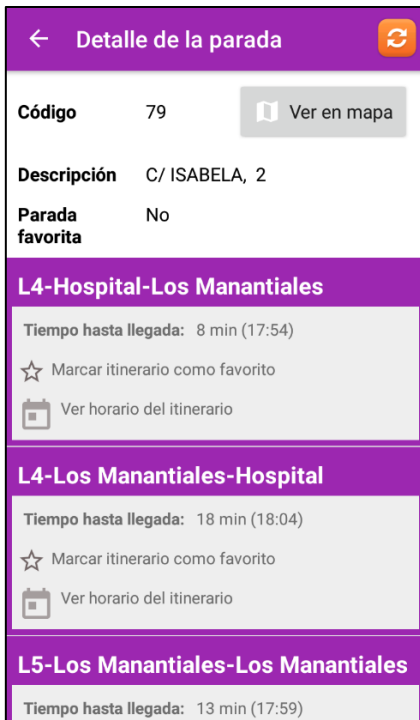 Detalle de la parada
Código 79 Ver en mapa
Descripción C/ ISABELA, 2
Parada favorita No
L4-Hospital-Los Manantiales
Tiempo hasta llegada: 8 min (17:54)
Marcar itinerario como favorito
Ver horario del itinerario
L4-Los Manantiales-Hospital
Tiempo hasta llegada: 18 min (18:04)
Marcar itinerario como favorito
Ver horario del itinerario
L5-Los Manantiales-Los Manantiales
Tiempo hasta llegada: 13 min (17:59)